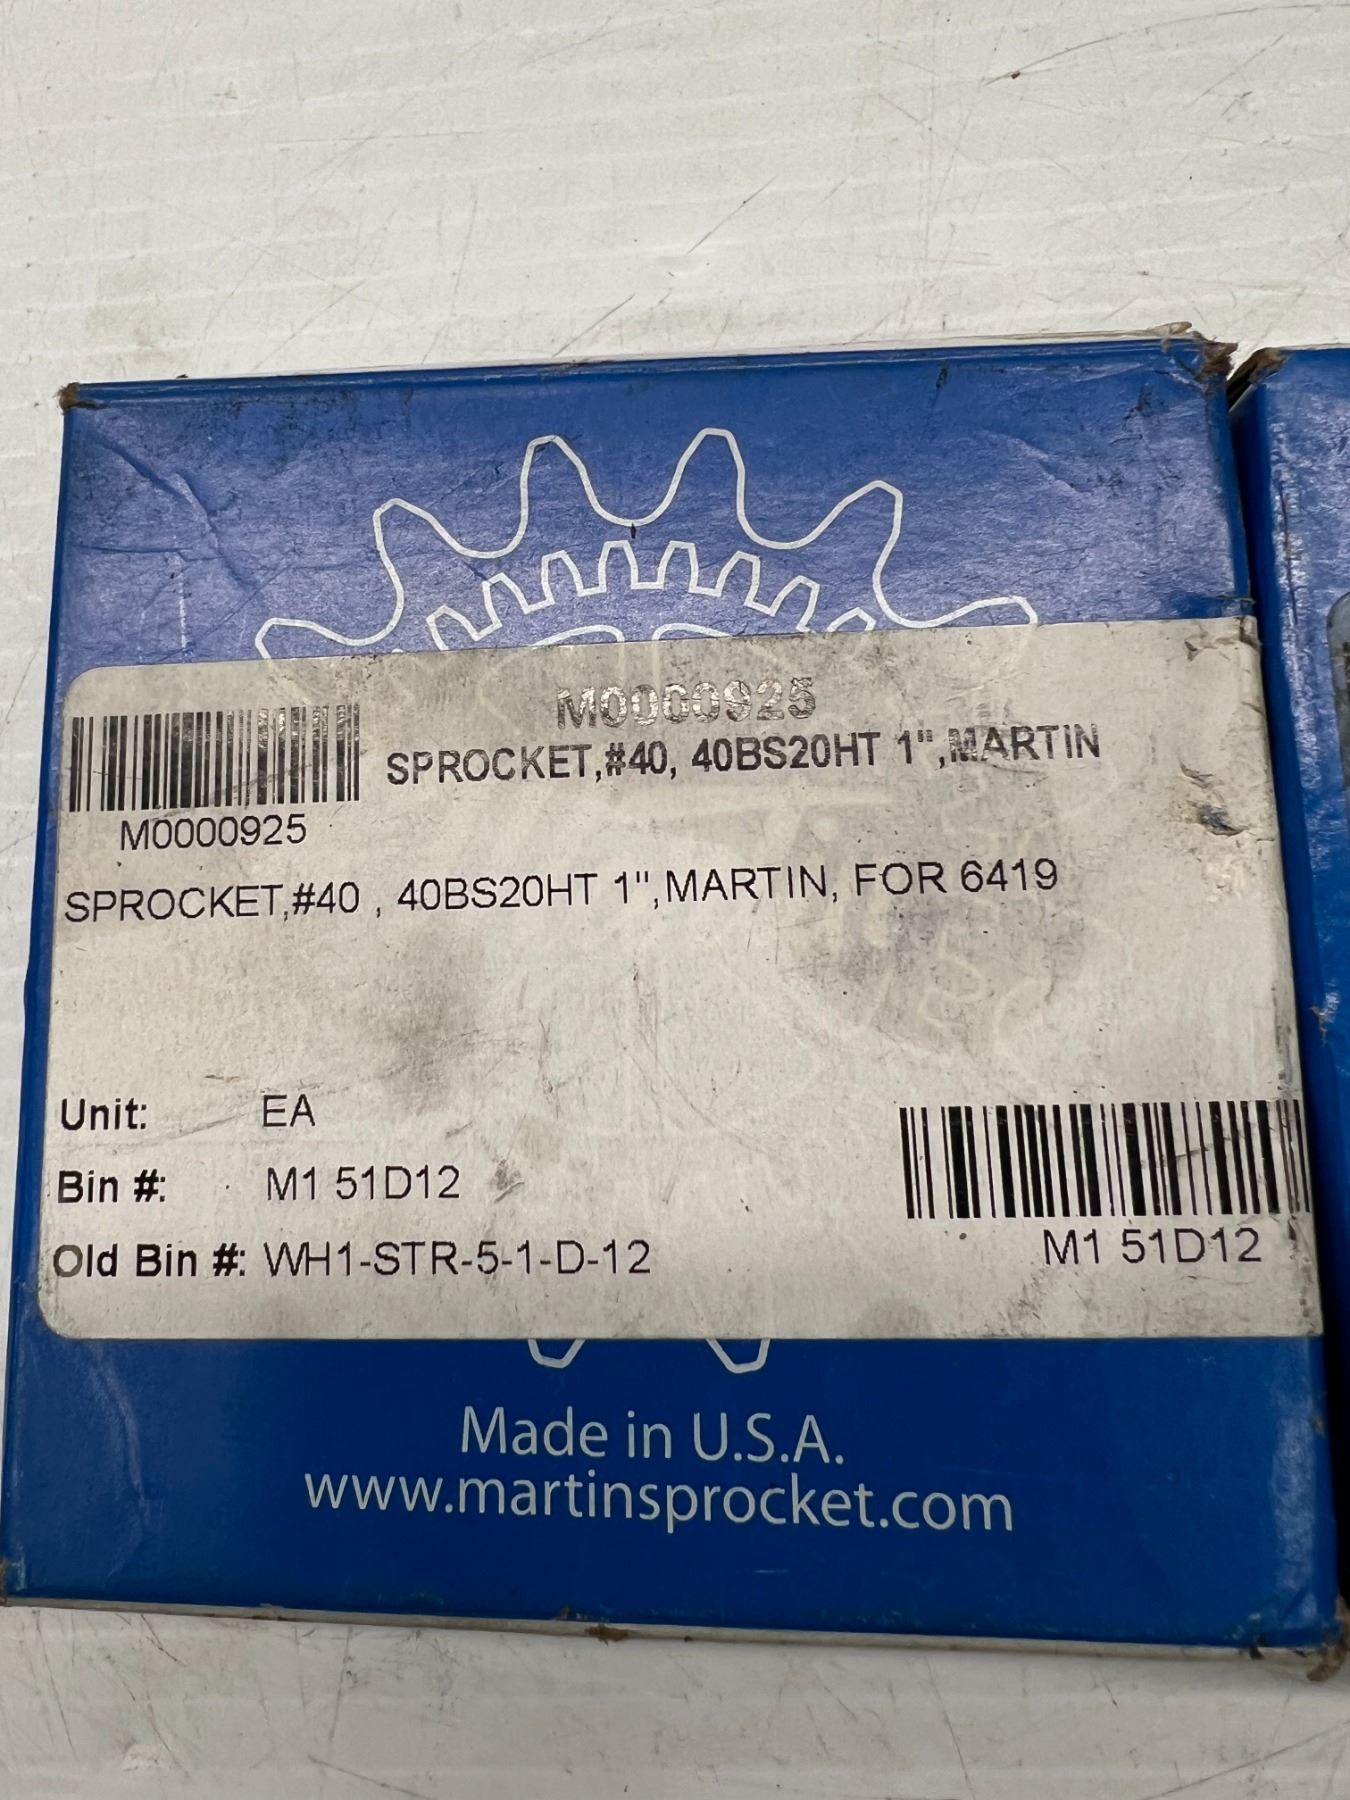 M0000925
SPROCKET,#40, 40BS20HT 1",MARTIN
M0000925
SPROCKET,#40 , 40BS20HT 1",MARTIN, FOR 6419
Unit: EA
Bin #: M1 51D12
Old Bin #: WH1-STR-5-1-D-12
M1 51D12
Made in U.S.A.
www.martinsprocket.com